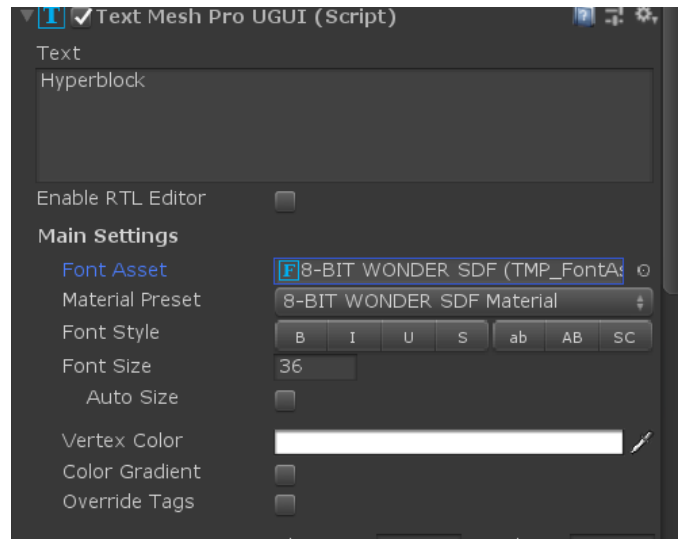 Text Mesh Pro UGUI (Script)
Text
Hyperblock
Enable RTL Editor
Main Settings
Font Asset F 8-BIT WONDER SDF (TMP_FontAs
Material Preset 8-BIT WONDER SDF Material
Font Style B I U S ab AB SC
Font Size 36
Auto Size
Vertex Color
Color Gradient
Override Tags